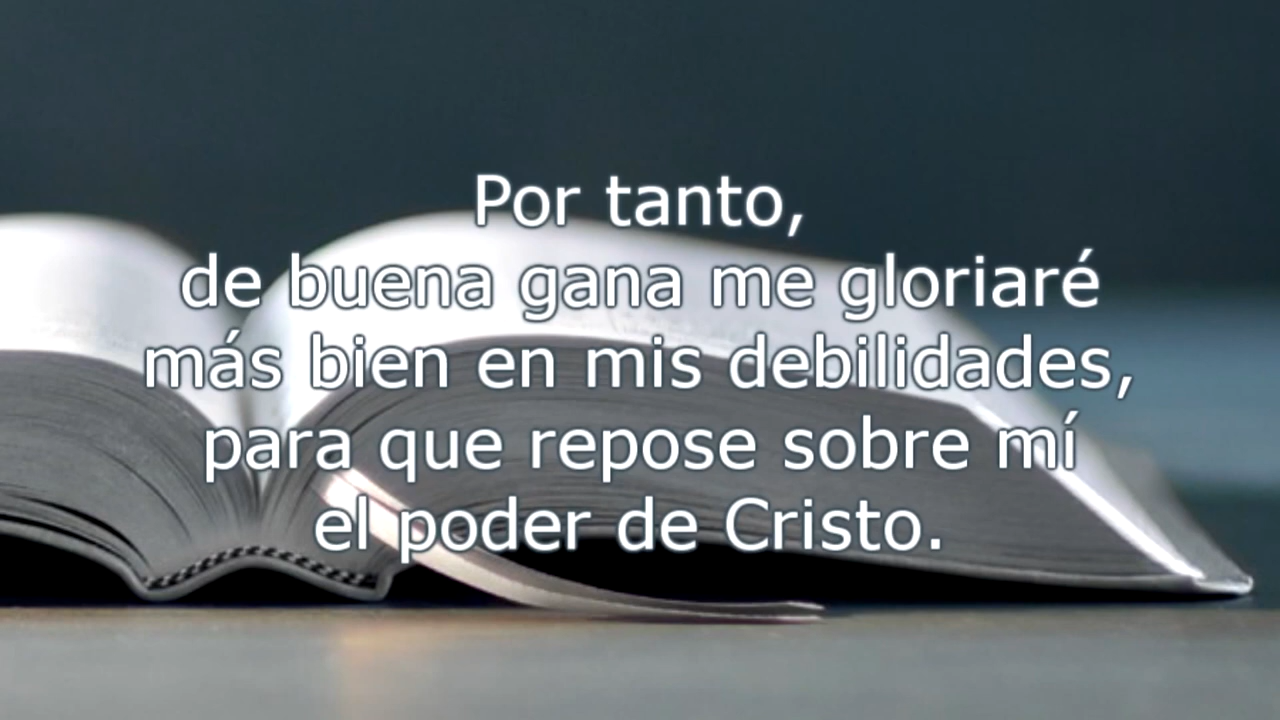 Por tanto,
de buena gana me gloriaré
más bien en mis debilidades,
para que repose sobre mí
el poder de Cristo.